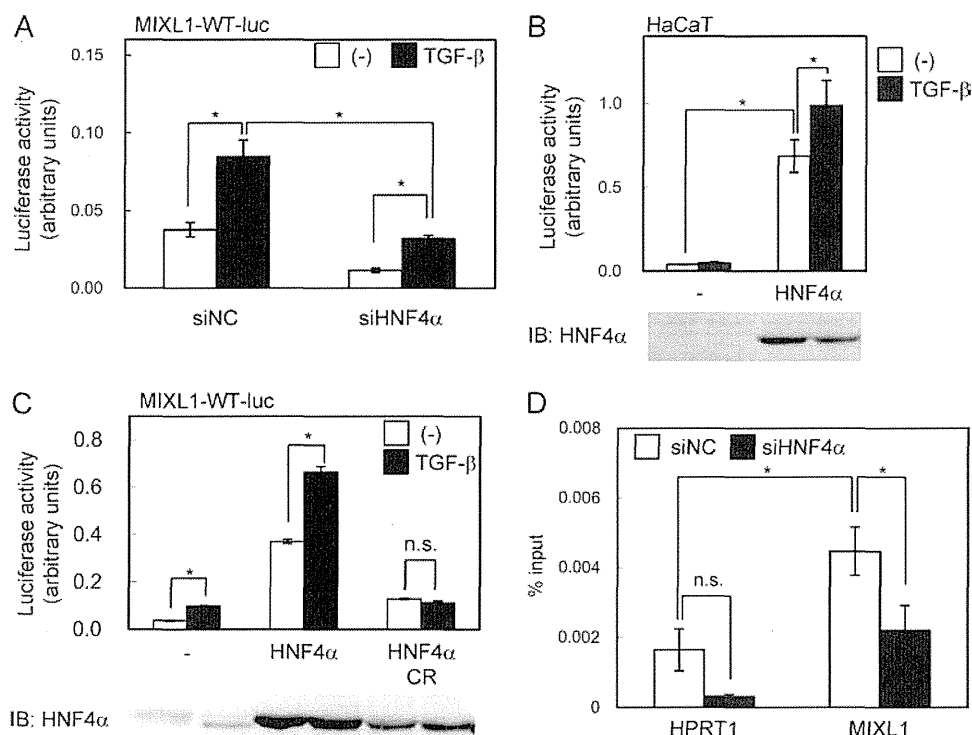 A
MIXL1-WT-luc
(-) TGF-β
Luciferase activity
(arbitrary units)
0.15
0.10
0.05
0.00
*
*
*
siNC siHNF4α
B
HaCaT
(-)
TGF-β
Luciferase activity
(arbitrary units)
1.0
0.5
0.0
*
*
- HNF4α
IB: HNF4α
C
MIXL1-WT-luc
(-)
TGF-β
Luciferase activity
(arbitrary units)
0.8
0.6
0.4
0.2
0.0
*
*
n.s.
- HNF4α HNF4α
CR
IB: HNF4α
D
siNC siHNF4α
% input
0.008
0.006
0.004
0.002
0
*
*
n.s.
HPRT1 MIXL1